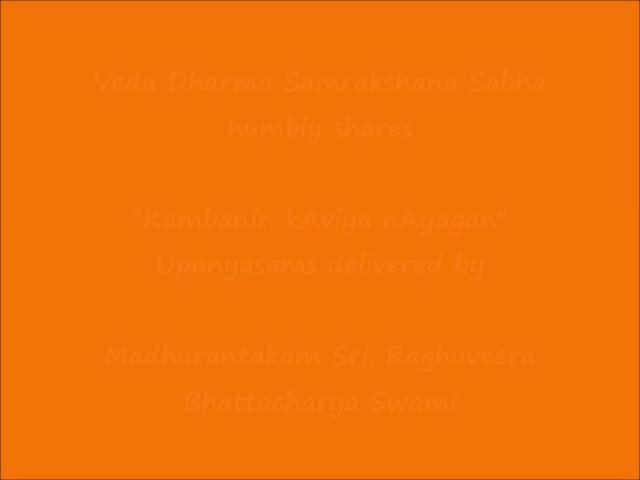 Veda Dharma Samrakshana Sabha
humbly shares
"Kambanin kAviya nAyagan"
Upanyasams delivered by
Madhurantakam Sri. Raghuveera
Bhattacharya Swami